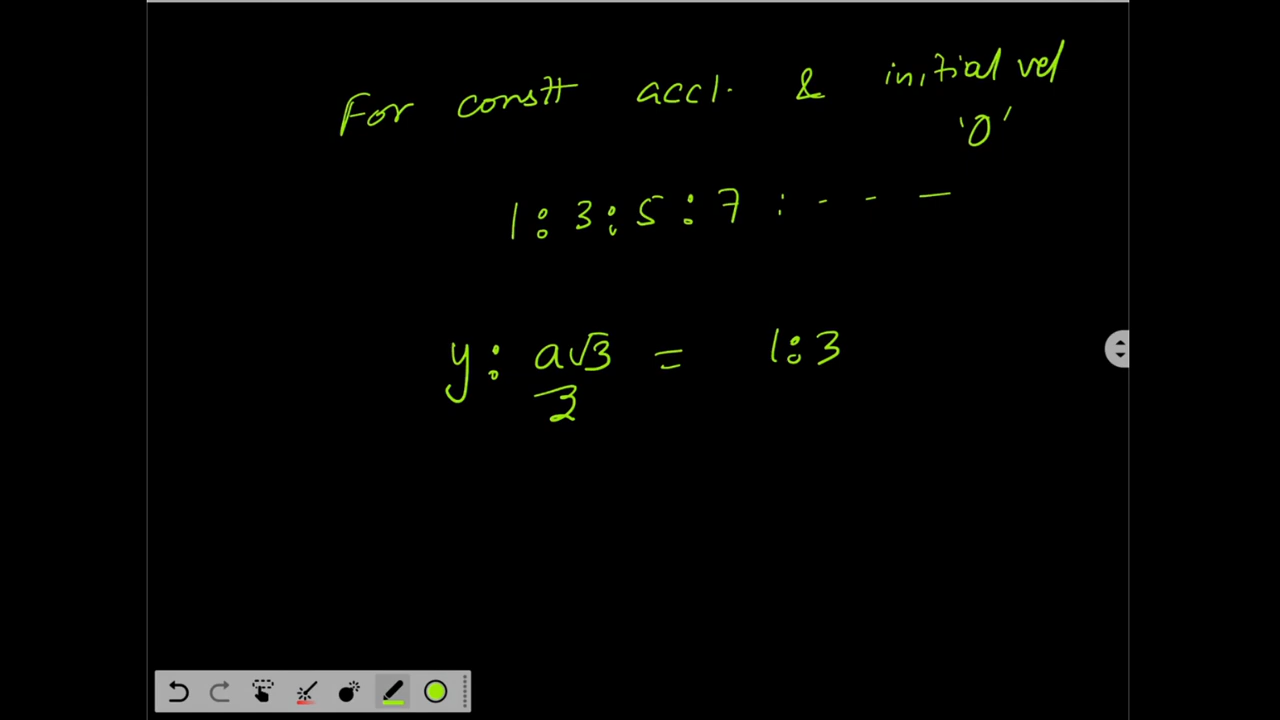 For constt accl. & initial vel
'0'
1 : 3 : 5 : 7 : - - -
y : a√3/2 = 1 : 3